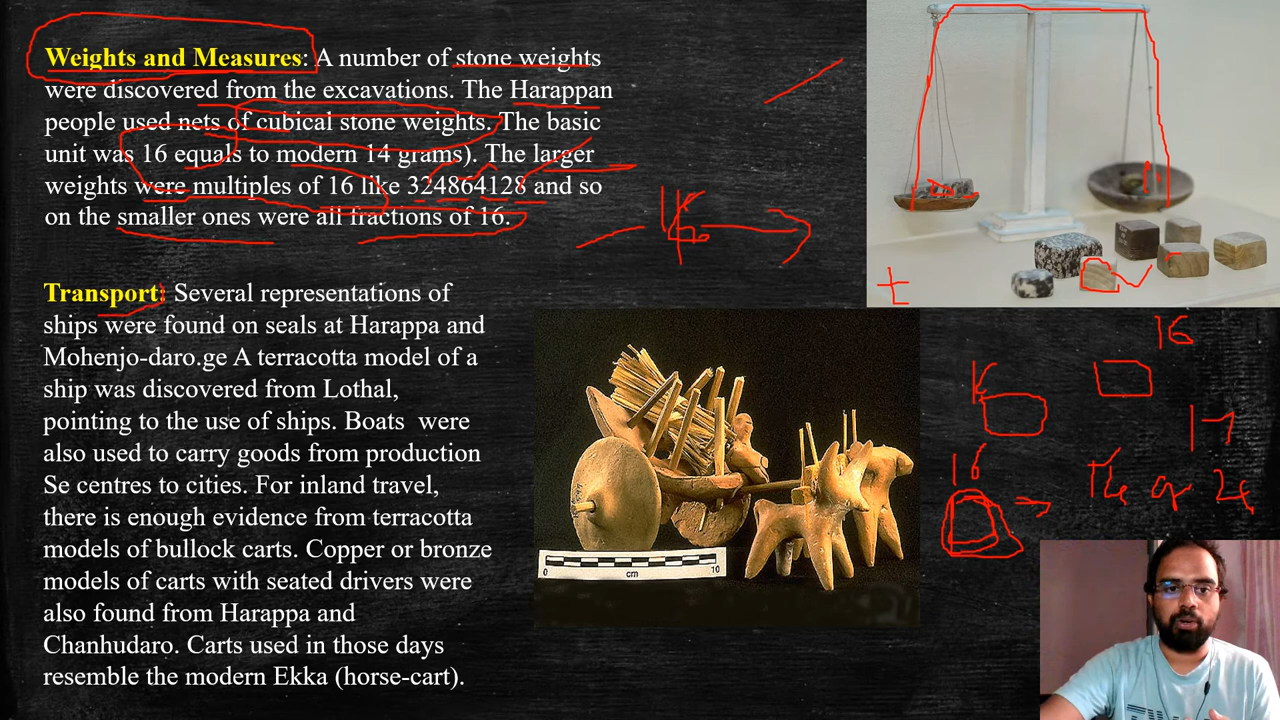 Weights and Measures: A number of stone weights
were discovered from the excavations. The Harappan
people used nets of cubical stone weights. The basic
unit was 16 equals to modern 14 grams). The larger
weights were multiples of 16 like 324864128 and so
on the smaller ones were all fractions of 16.
Transport: Several representations of
ships were found on seals at Harappa and
Mohenjo-daro.ge A terracotta model of a
ship was discovered from Lothal,
pointing to the use of ships. Boats were
also used to carry goods from production
Se centres to cities. For inland travel,
there is enough evidence from terracotta
models of bullock carts. Copper or bronze
models of carts with seated drivers were
also found from Harappa and
Chanhudaro. Carts used in those days
resemble the modern Ekka (horse-cart).
0 cm 10
16
17
16